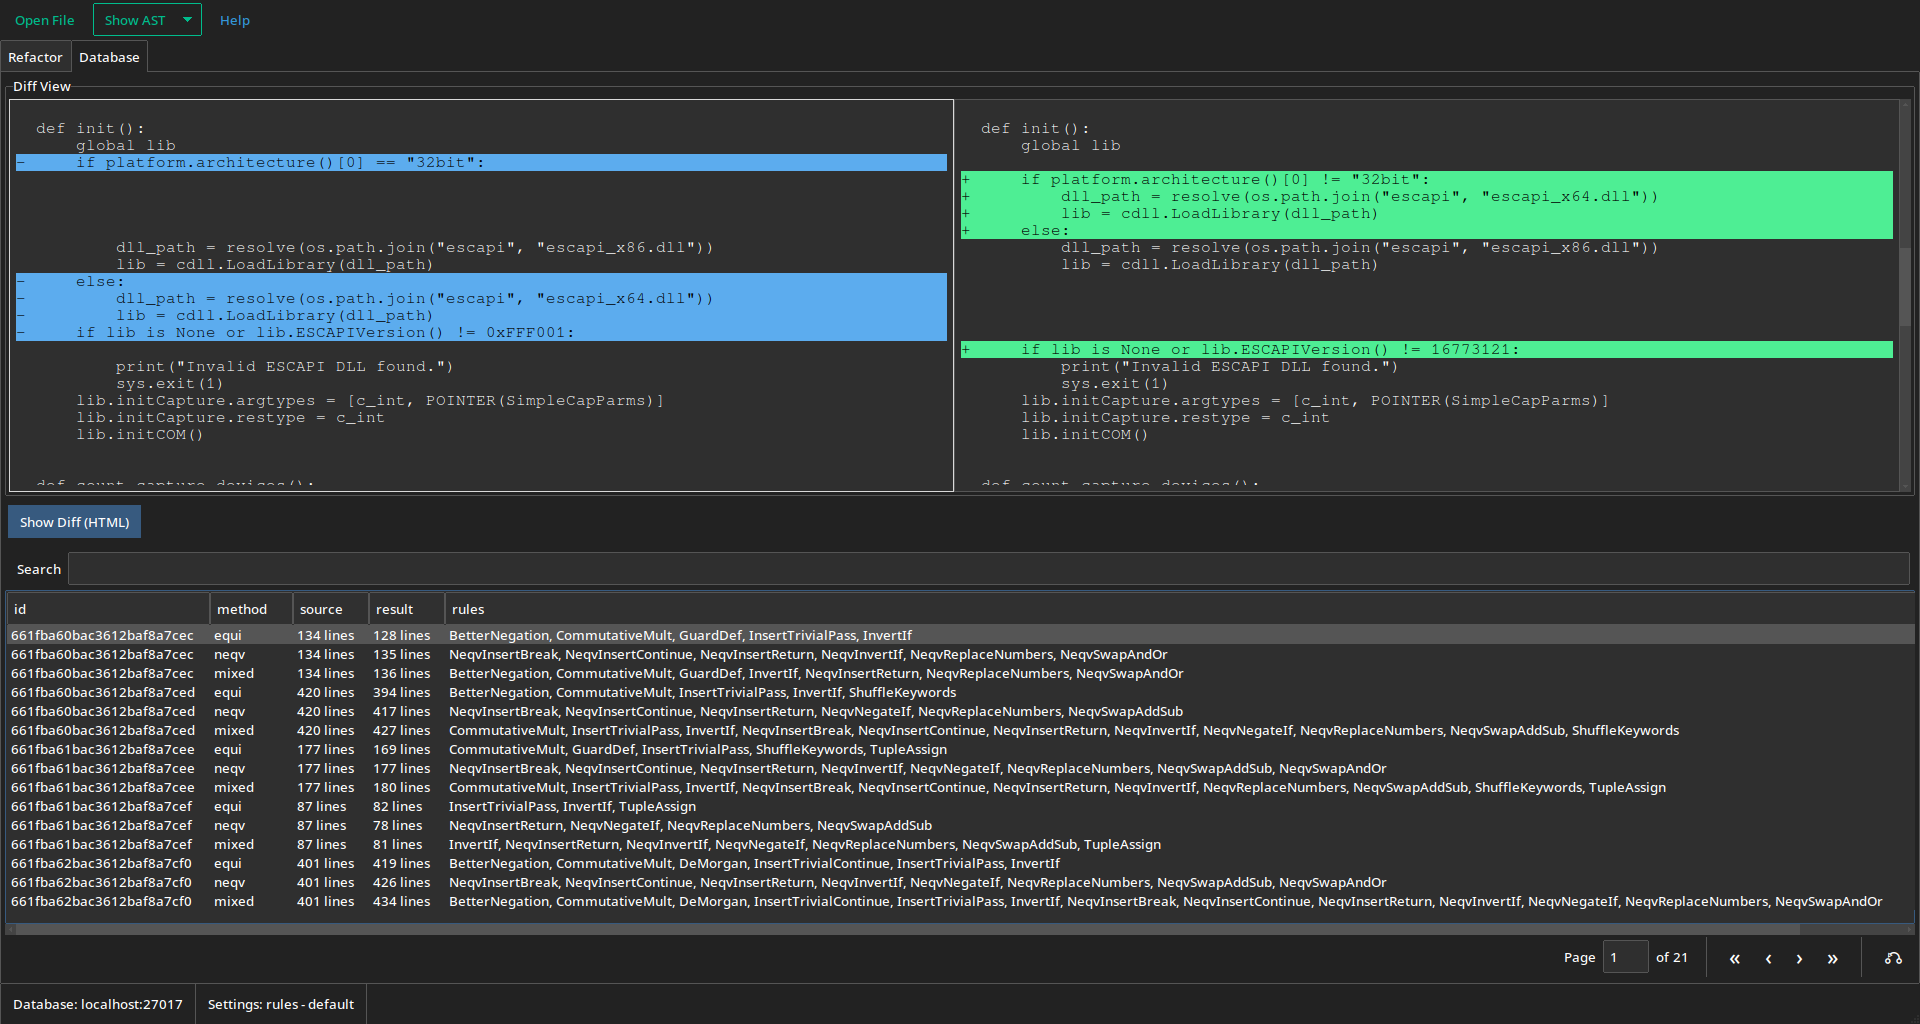 Open File Show AST Help
Refactor Database
Diff View
def init():
global lib
- if platform.architecture()[0] == "32bit":
dll_path = resolve(os.path.join("escapi", "escapi_x86.dll"))
lib = cdll.LoadLibrary(dll_path)
- else:
- dll_path = resolve(os.path.join("escapi", "escapi_x64.dll"))
- lib = cdll.LoadLibrary(dll_path)
- if lib is None or lib.ESCAPIVersion() != 0xFFF001:
print("Invalid ESCAPI DLL found.")
sys.exit(1)
lib.initCapture.argtypes = [c_int, POINTER(SimpleCapParms)]
lib.initCapture.restype = c_int
lib.initCOM()
def count_capture_devices():
def init():
global lib
+ if platform.architecture()[0] != "32bit":
+ dll_path = resolve(os.path.join("escapi", "escapi_x64.dll"))
+ lib = cdll.LoadLibrary(dll_path)
+ else:
dll_path = resolve(os.path.join("escapi", "escapi_x86.dll"))
lib = cdll.LoadLibrary(dll_path)
+ if lib is None or lib.ESCAPIVersion() != 16773121:
print("Invalid ESCAPI DLL found.")
sys.exit(1)
lib.initCapture.argtypes = [c_int, POINTER(SimpleCapParms)]
lib.initCapture.restype = c_int
lib.initCOM()
def count_capture_devices():
Show Diff (HTML)
Search
id method source result rules
661fba60bac3612baf8a7cec equi 134 lines 128 lines BetterNegation, CommutativeMult, GuardDef, InsertTrivialPass, InvertIf
661fba60bac3612baf8a7cec neqv 134 lines 135 lines NeqvInsertBreak, NeqvInsertContinue, NeqvInsertReturn, NeqvInvertIf, NeqvReplaceNumbers, NeqvSwapAndOr
661fba60bac3612baf8a7cec mixed 134 lines 136 lines BetterNegation, CommutativeMult, GuardDef, InvertIf, NeqvInsertReturn, NeqvReplaceNumbers, NeqvSwapAndOr
661fba60bac3612baf8a7ced equi 420 lines 394 lines BetterNegation, CommutativeMult, InsertTrivialPass, InvertIf, ShuffleKeywords
661fba60bac3612baf8a7ced neqv 420 lines 417 lines NeqvInsertBreak, NeqvInsertContinue, NeqvInsertReturn, NeqvNegateIf, NeqvReplaceNumbers, NeqvSwapAddSub
661fba60bac3612baf8a7ced mixed 420 lines 427 lines CommutativeMult, InsertTrivialPass, InvertIf, NeqvInsertBreak, NeqvInsertContinue, NeqvInsertReturn, NeqvInvertIf, NeqvNegateIf, NeqvReplaceNumbers, NeqvSwapAddSub, ShuffleKeywords
661fba61bac3612baf8a7cee equi 177 lines 169 lines CommutativeMult, GuardDef, InsertTrivialPass, ShuffleKeywords, TupleAssign
661fba61bac3612baf8a7cee neqv 177 lines 177 lines NeqvInsertBreak, NeqvInsertContinue, NeqvInsertReturn, NeqvInvertIf, NeqvNegateIf, NeqvReplaceNumbers, NeqvSwapAddSub, NeqvSwapAndOr
661fba61bac3612baf8a7cee mixed 177 lines 180 lines CommutativeMult, InsertTrivialPass, InvertIf, NeqvInsertBreak, NeqvInsertContinue, NeqvInsertReturn, NeqvInvertIf, NeqvReplaceNumbers, NeqvSwapAddSub, ShuffleKeywords, TupleAssign
661fba61bac3612baf8a7cef equi 87 lines 82 lines InsertTrivialPass, InvertIf, TupleAssign
661fba61bac3612baf8a7cef neqv 87 lines 78 lines NeqvInsertReturn, NeqvNegateIf, NeqvReplaceNumbers, NeqvSwapAddSub
661fba61bac3612baf8a7cef mixed 87 lines 81 lines InvertIf, NeqvInsertReturn, NeqvInvertIf, NeqvNegateIf, NeqvReplaceNumbers, NeqvSwapAddSub, TupleAssign
661fba62bac3612baf8a7cf0 equi 401 lines 419 lines BetterNegation, CommutativeMult, DeMorgan, InsertTrivialContinue, InsertTrivialPass, InvertIf
661fba62bac3612baf8a7cf0 neqv 401 lines 426 lines NeqvInsertBreak, NeqvInsertContinue, NeqvInsertReturn, NeqvInvertIf, NeqvNegateIf, NeqvReplaceNumbers, NeqvSwapAddSub, NeqvSwapAndOr
661fba62bac3612baf8a7cf0 mixed 401 lines 434 lines BetterNegation, CommutativeMult, DeMorgan, InsertTrivialContinue, InsertTrivialPass, InvertIf, NeqvInsertBreak, NeqvInsertContinue, NeqvInsertReturn, NeqvInvertIf, NeqvNegateIf, NeqvReplaceNumbers, NeqvSwapAndOr
Page 1 of 21 « ‹ › »
Database: localhost:27017 Settings: rules - default